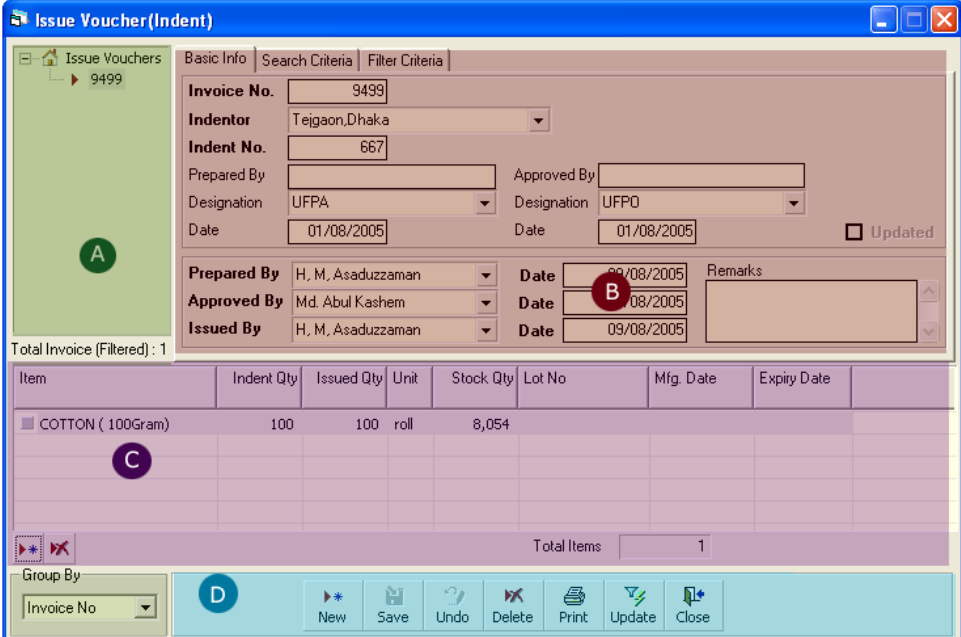 Issue Voucher(Indent)
Issue Vouchers
9499
A
Total Invoice (Filtered) : 1
Basic Info Search Criteria Filter Criteria
Invoice No. 9499
Indentor Tejgaon,Dhaka
Indent No. 667
Prepared By Approved By
Designation UFPA Designation UFPO
Date 01/08/2005 Date 01/08/2005 Updated
Prepared By H, M, Asaduzzaman Date 09/08/2005 Remarks
Approved By Md. Abul Kashem Date 08/2005
Issued By H, M, Asaduzzaman Date 09/08/2005
B
Item Indent Qty Issued Qty Unit Stock Qty Lot No Mfg. Date Expiry Date
COTTON ( 100Gram) 100 100 roll 8,054
C
Total Items 1
Group By
Invoice No
D
New Save Undo Delete Print Update Close